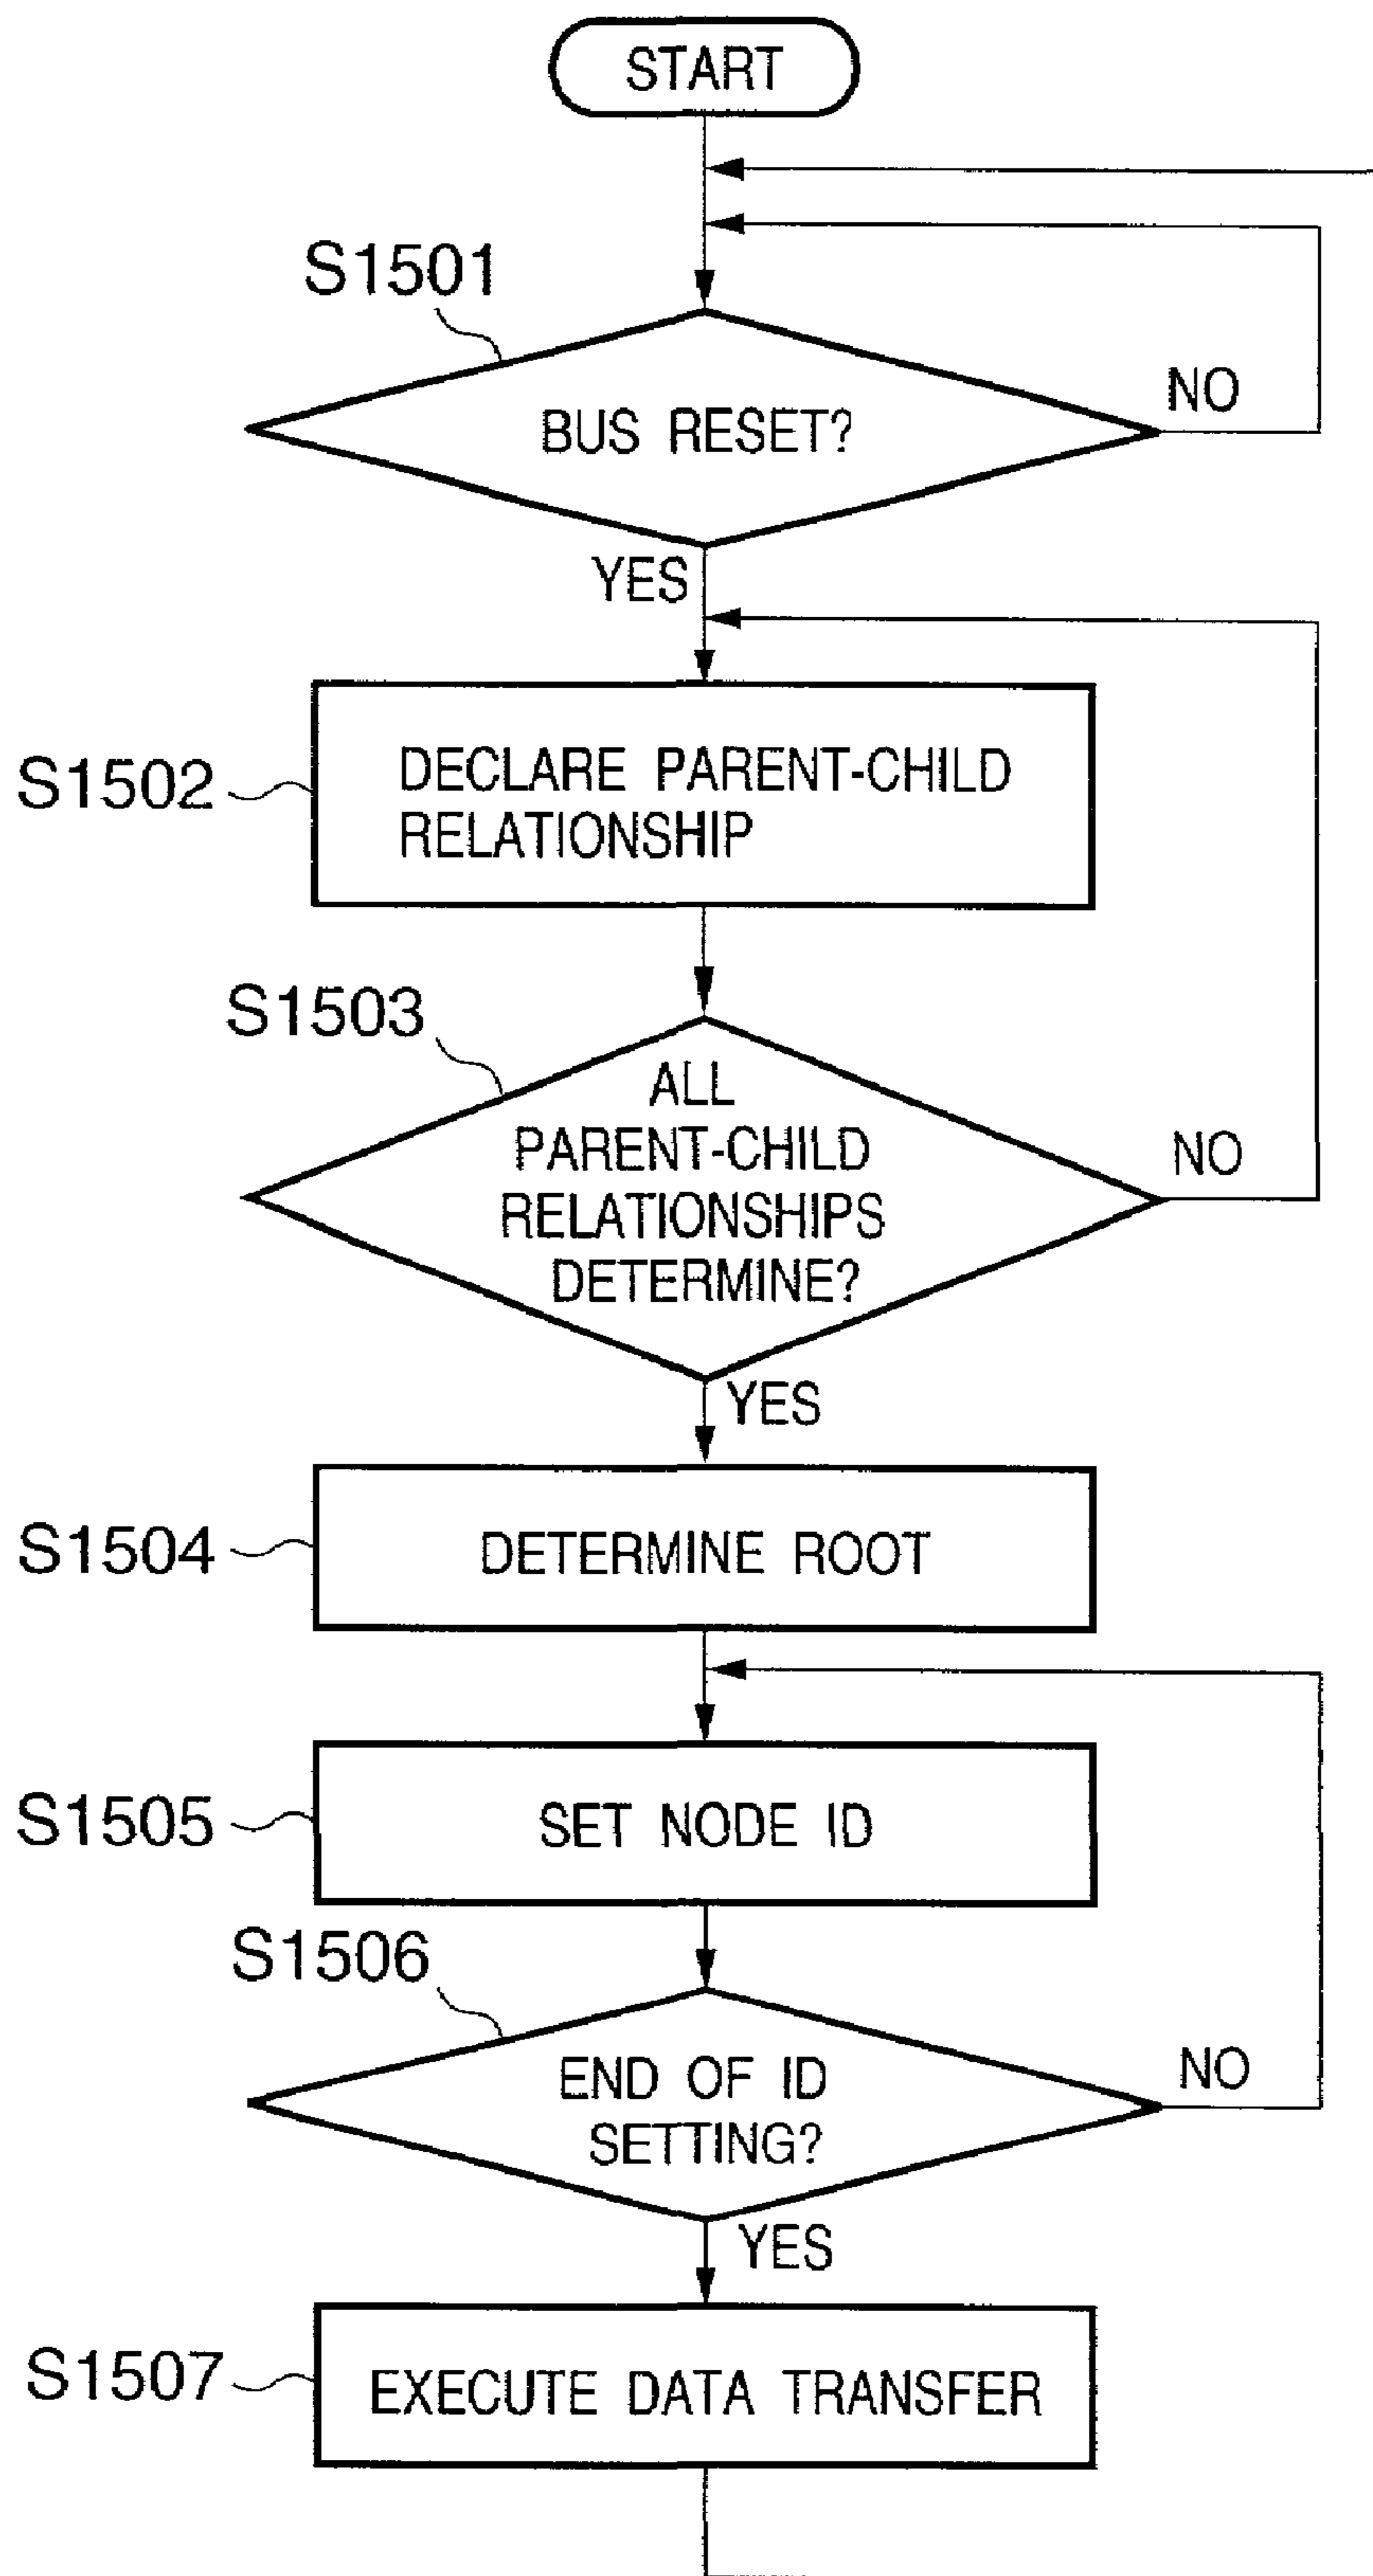 START
S1501
BUS RESET?
NO
YES
S1502
DECLARE PARENT-CHILD
RELATIONSHIP
S1503
ALL
PARENT-CHILD
RELATIONSHIPS
DETERMINE?
NO
YES
S1504
DETERMINE ROOT
S1505
SET NODE ID
S1506
END OF ID
SETTING?
NO
YES
S1507
EXECUTE DATA TRANSFER